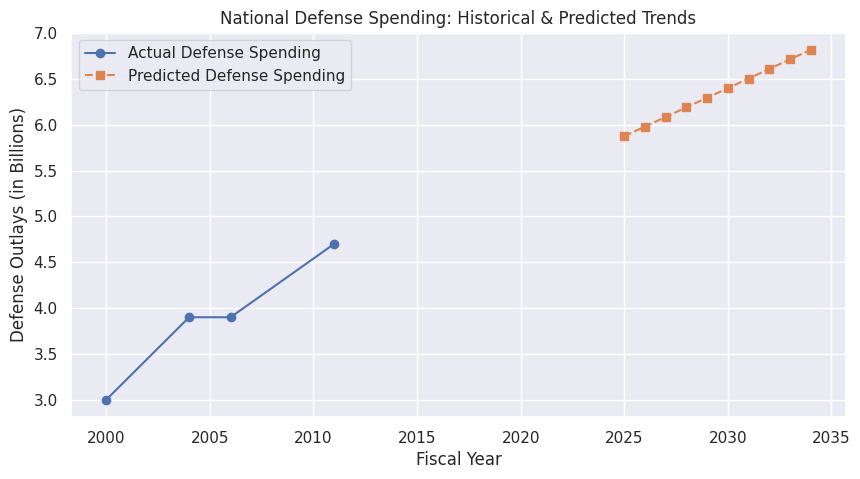 National Defense Spending: Historical & Predicted Trends
Actual Defense Spending
Predicted Defense Spending
Defense Outlays (in Billions)
7.0
6.5
6.0
5.5
5.0
4.5
4.0
3.5
3.0
2000 2005 2010 2015 2020 2025 2030 2035
Fiscal Year